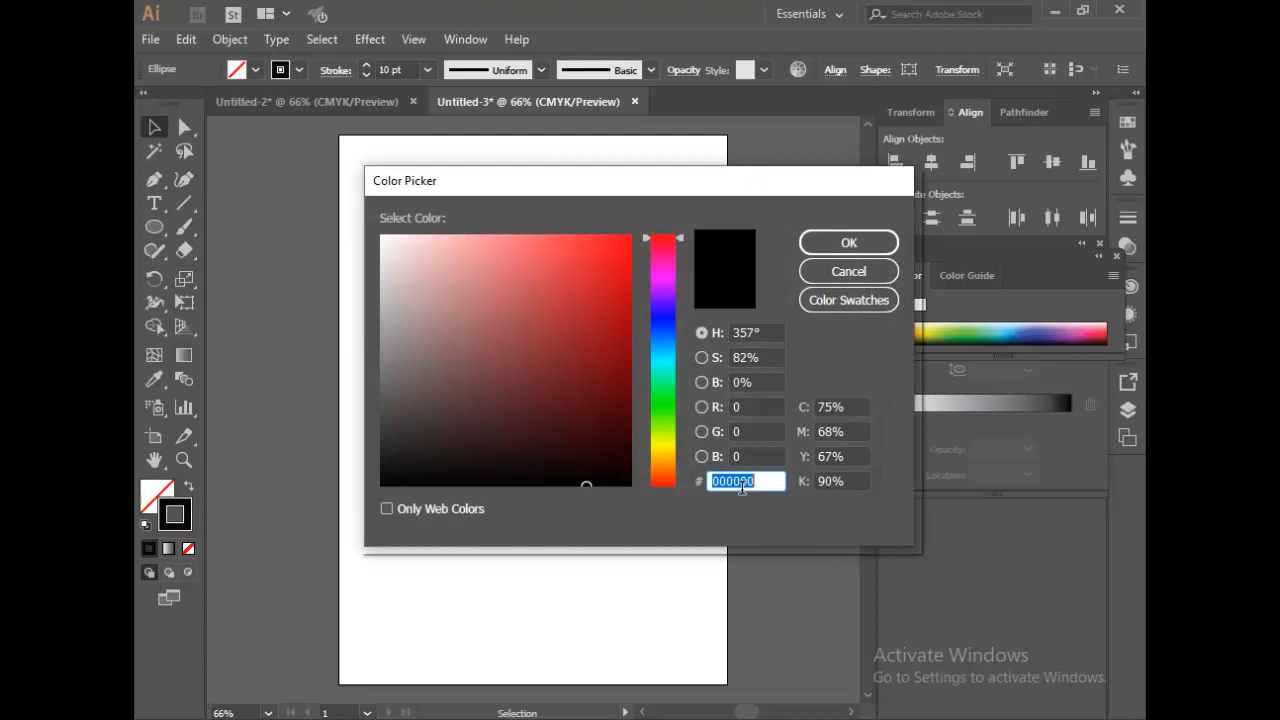 Ai Br St Essentials Search Adobe Stock
File Edit Object Type Select Effect View Window Help
Ellipse Stroke: 10 pt Uniform Basic Opacity Style: Align Shape: Transform
Untitled-2* @ 66% (CMYK/Preview) Untitled-3* @ 66% (CMYK/Preview)
Transform Align Pathfinder
Align Objects:
Color Picker
Select Color:
te Objects:
OK
Cancel
or Color Guide
Color Swatches
H: 357°
S: 82%
B: 0%
R: 0 C: 75%
G: 0 M: 68%
B: 0 Y: 67%
# 000000 K: 90%
Opacity:
Location:
Only Web Colors
Activate Windows
Go to Settings to activate Windows.
66% 1 Selection